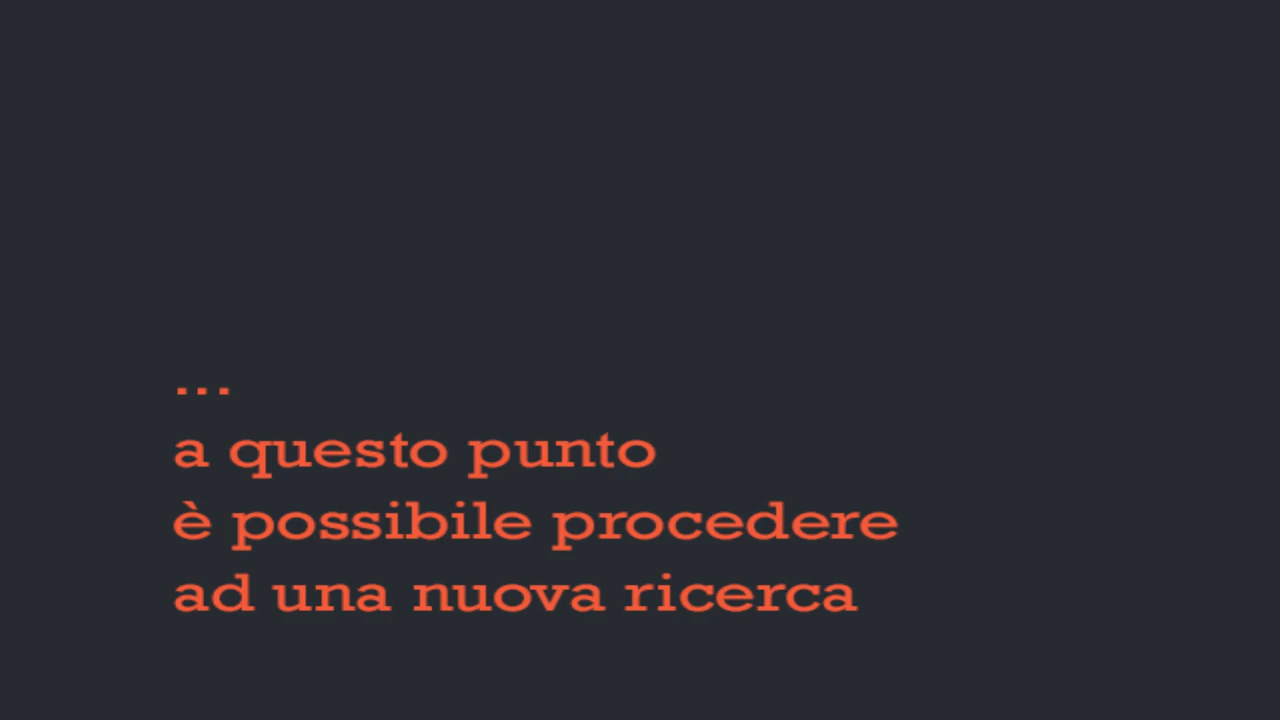 ...
a questo punto
è possibile procedere
ad una nuova ricerca